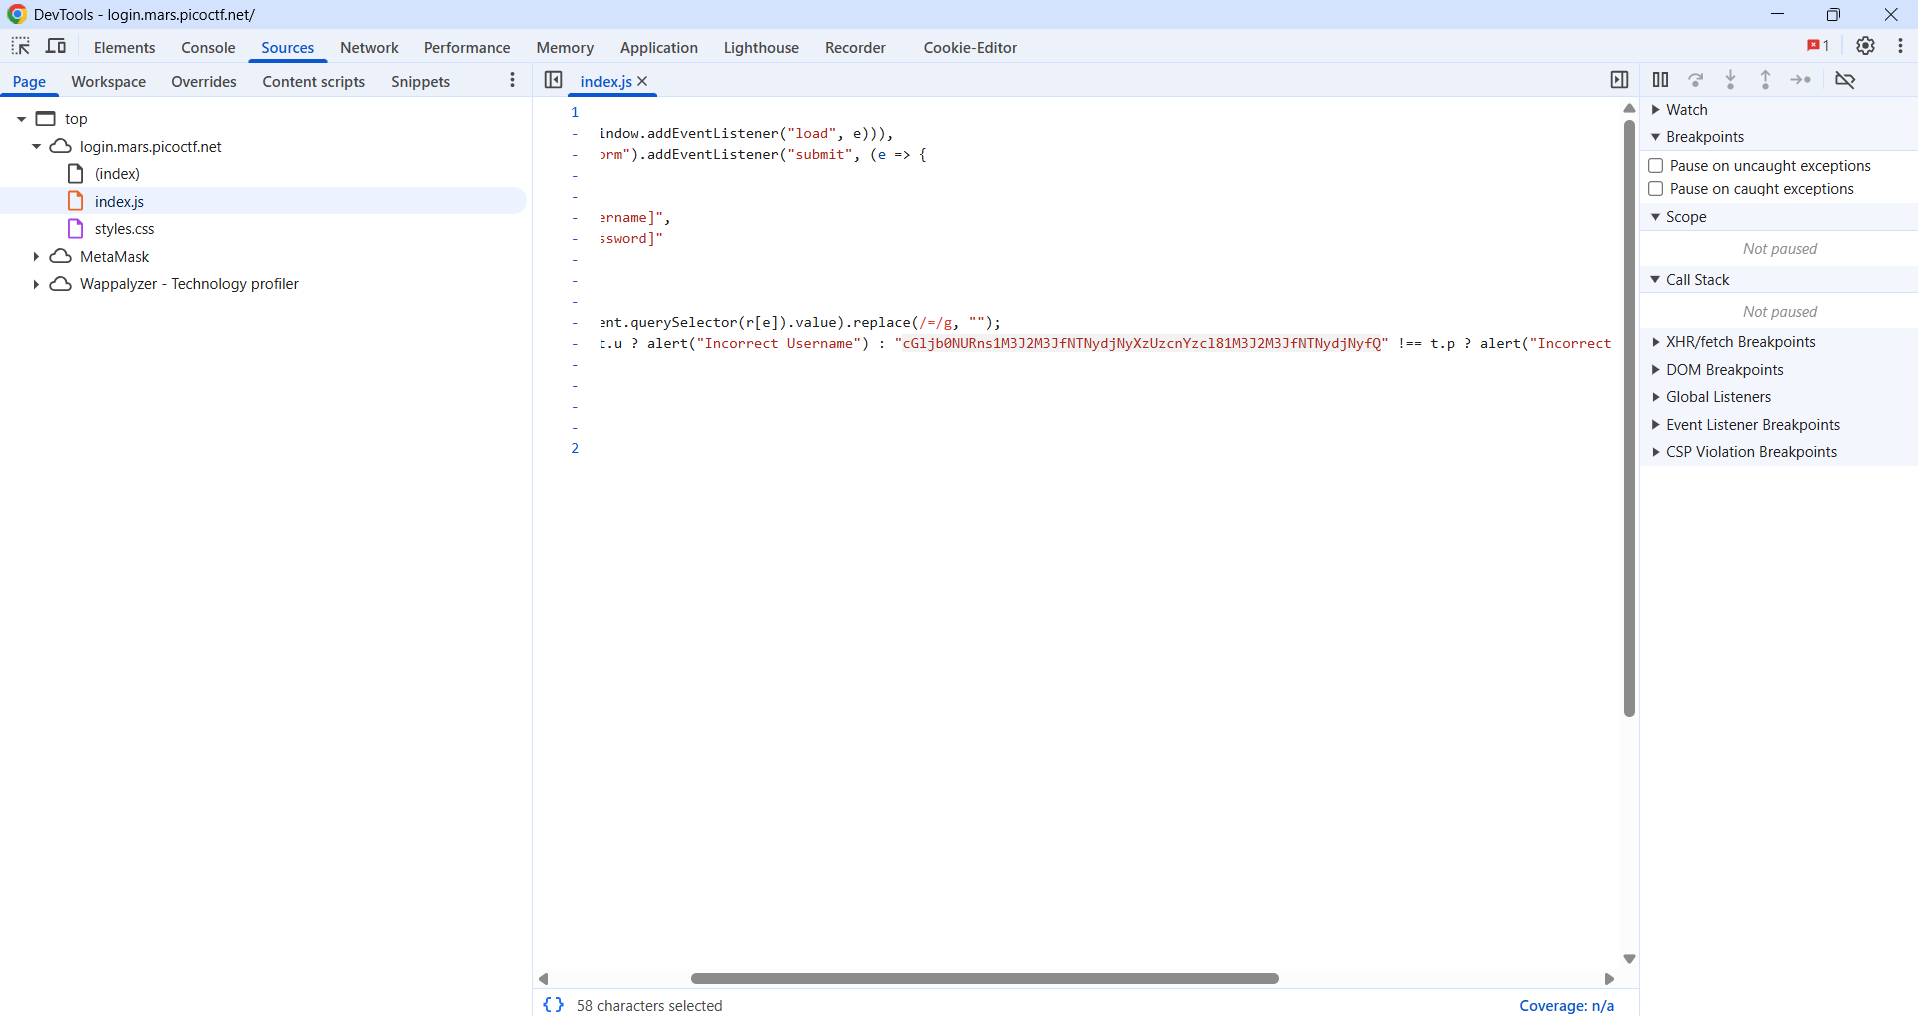 DevTools - login.mars.picoctf.net/
Elements Console Sources Network Performance Memory Application Lighthouse Recorder Cookie-Editor 1
Page Workspace Overrides Content scripts Snippets
index.js
top
login.mars.picoctf.net
(index)
index.js
styles.css
MetaMask
Wappalyzer - Technology profiler
1
- indow.addEventListener("load", e))),
- orm").addEventListener("submit", (e => {
-
-
- ername]",
- ssword]"
-
-
-
- ent.querySelector(r[e]).value).replace(/=/g, "");
- t.u ? alert("Incorrect Username") : "cGljb0NURns1M3J2M3JfNTNydjNyXzUzcnYzcl81M3J2M3JfNTNydjNyfQ" !== t.p ? alert("Incorrect
-
-
-
-
2
{} 58 characters selected
Coverage: n/a
Watch
Breakpoints
Pause on uncaught exceptions
Pause on caught exceptions
Scope
Not paused
Call Stack
Not paused
XHR/fetch Breakpoints
DOM Breakpoints
Global Listeners
Event Listener Breakpoints
CSP Violation Breakpoints